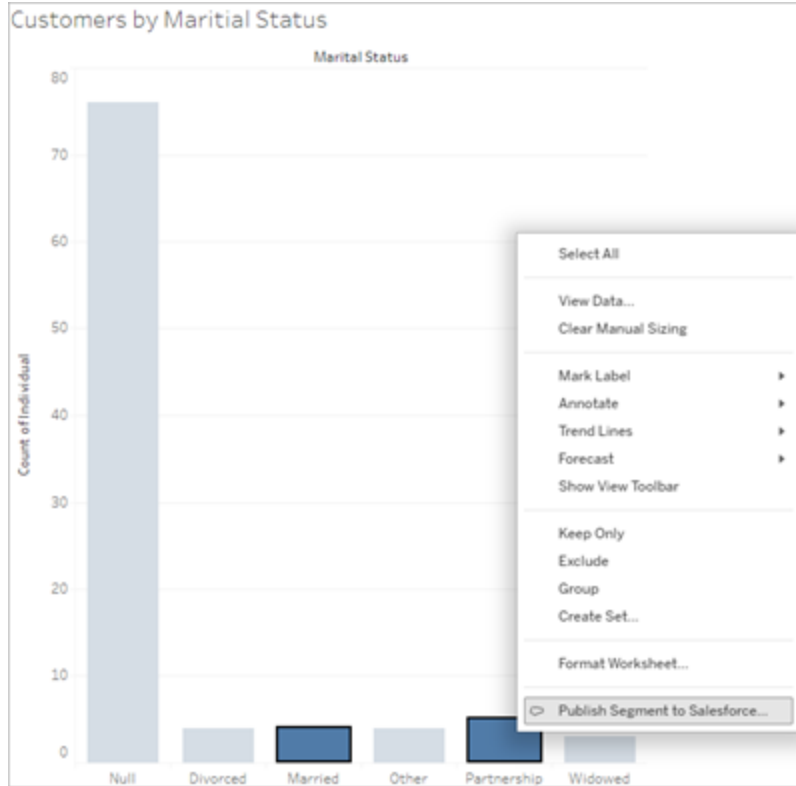 Customers by Maritial Status
Marital Status
80
70
60
50
40
30
20
10
0
Count of Individual
Null
Divorced
Married
Other
Partnership
Widowed
Select All
View Data...
Clear Manual Sizing
Mark Label
Annotate
Trend Lines
Forecast
Show View Toolbar
Keep Only
Exclude
Group
Create Set...
Format Worksheet...
Publish Segment to Salesforce...